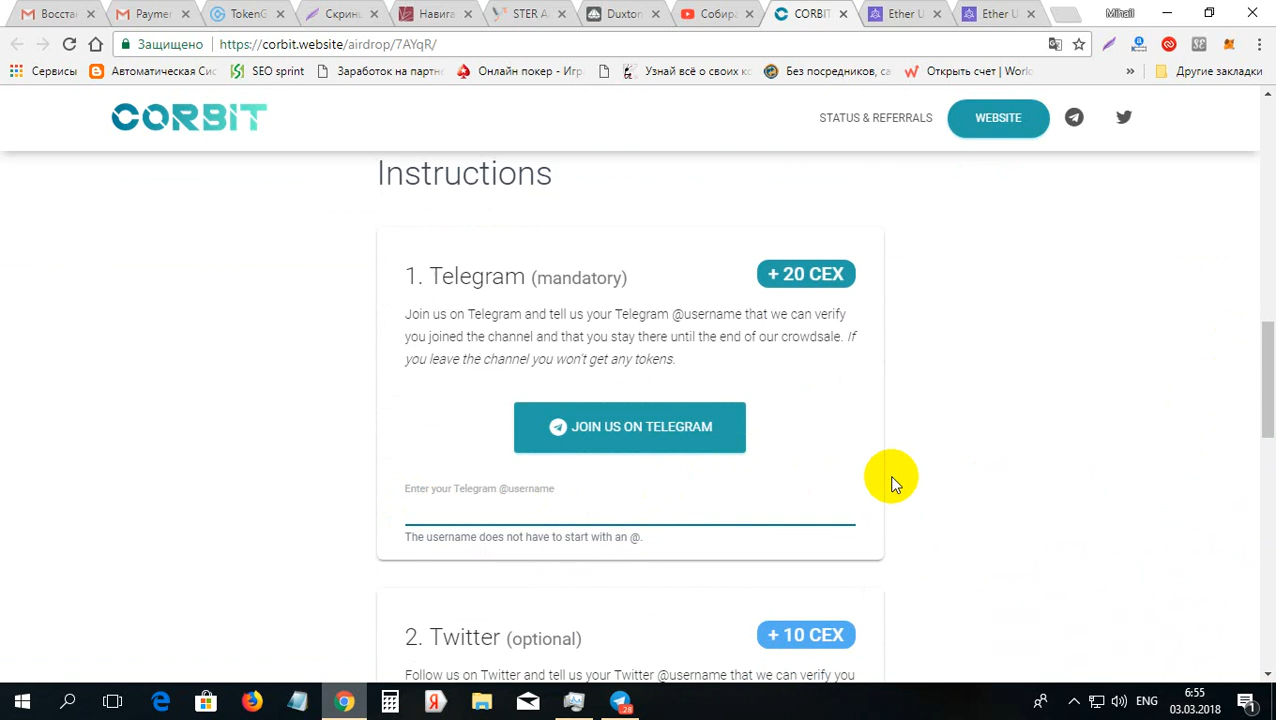 Восст
Payme
TokenG
Скрин
Навига
STER A
Duxton
Собира
CORBIT
Ether U
Ether U
Mihail
Защищено
https://corbit.website/airdrop/7AYqR/
Сервисы
Автоматическая Сис
SEO sprint
Заработок на партн
Онлайн покер - Игр
Узнай всё о своих ко
Без посредников, са
Открыть счет | World
»
Другие закладки
CORBIT
STATUS & REFERRALS
WEBSITE
Instructions
1. Telegram (mandatory)
+ 20 CEX
Join us on Telegram and tell us your Telegram @username that we can verify
you joined the channel and that you stay there until the end of our crowdsale. If
you leave the channel you won't get any tokens.
JOIN US ON TELEGRAM
Enter your Telegram @username
The username does not have to start with an @.
2. Twitter (optional)
+ 10 CEX
Follow us on Twitter and tell us your Twitter @username that we can verify you
28
ENG
6:55
03.03.2018
1